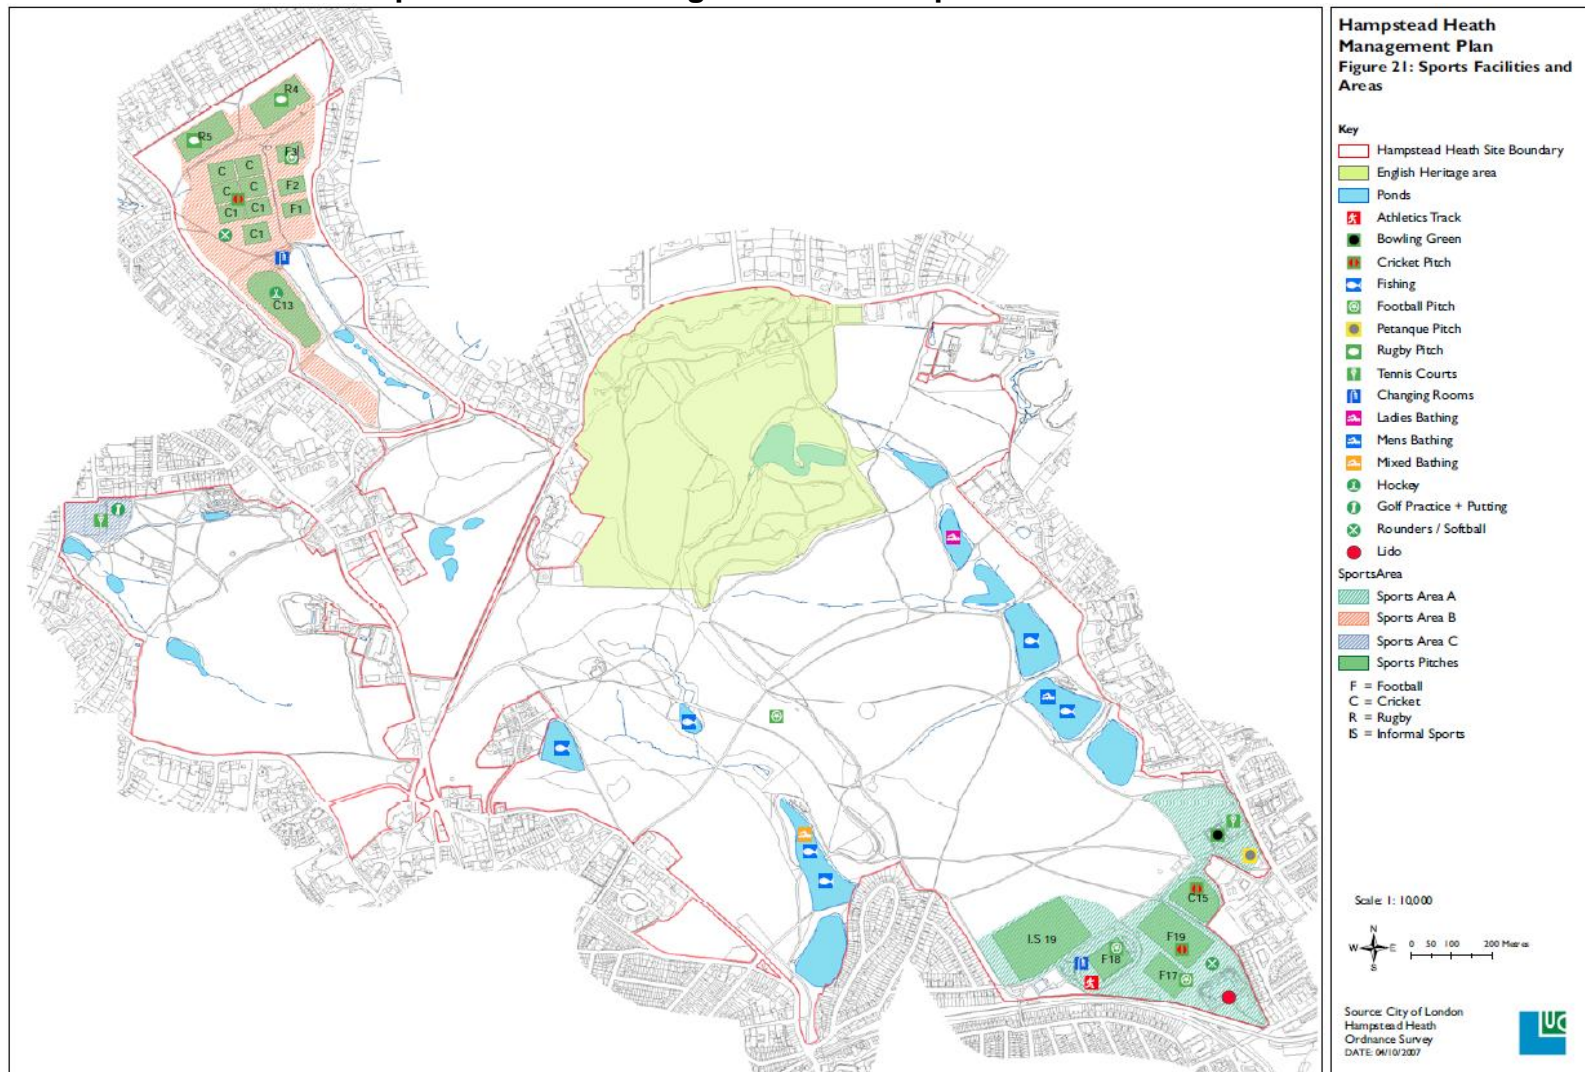 Hampstead Heath
Management Plan
Figure 21: Sports Facilities and
Areas
Key
Hampstead Heath Site Boundary
English Heritage area
Ponds
Athletics Track
Bowling Green
Cricket Pitch
Fishing
Football Pitch
Petanque Pitch
Rugby Pitch
Tennis Courts
Changing Rooms
Ladies Bathing
Mens Bathing
Mixed Bathing
Hockey
Golf Practice + Putting
Rounders / Softball
Lido
SportsArea
Sports Area A
Sports Area B
Sports Area C
Sports Pitches
F = Football
C = Cricket
R = Rugby
IS = Informal Sports
Scale: 1: 10,000
N
W E
S
0 50 100 200 Metres
Source: City of London
Hampstead Heath
Ordnance Survey
DATE: 04/10/2007
LUC
R4
R5
F3
C C
C C F2
C1 C1 F1
C1
C13
C15
I.S 19
F19
F18
F17